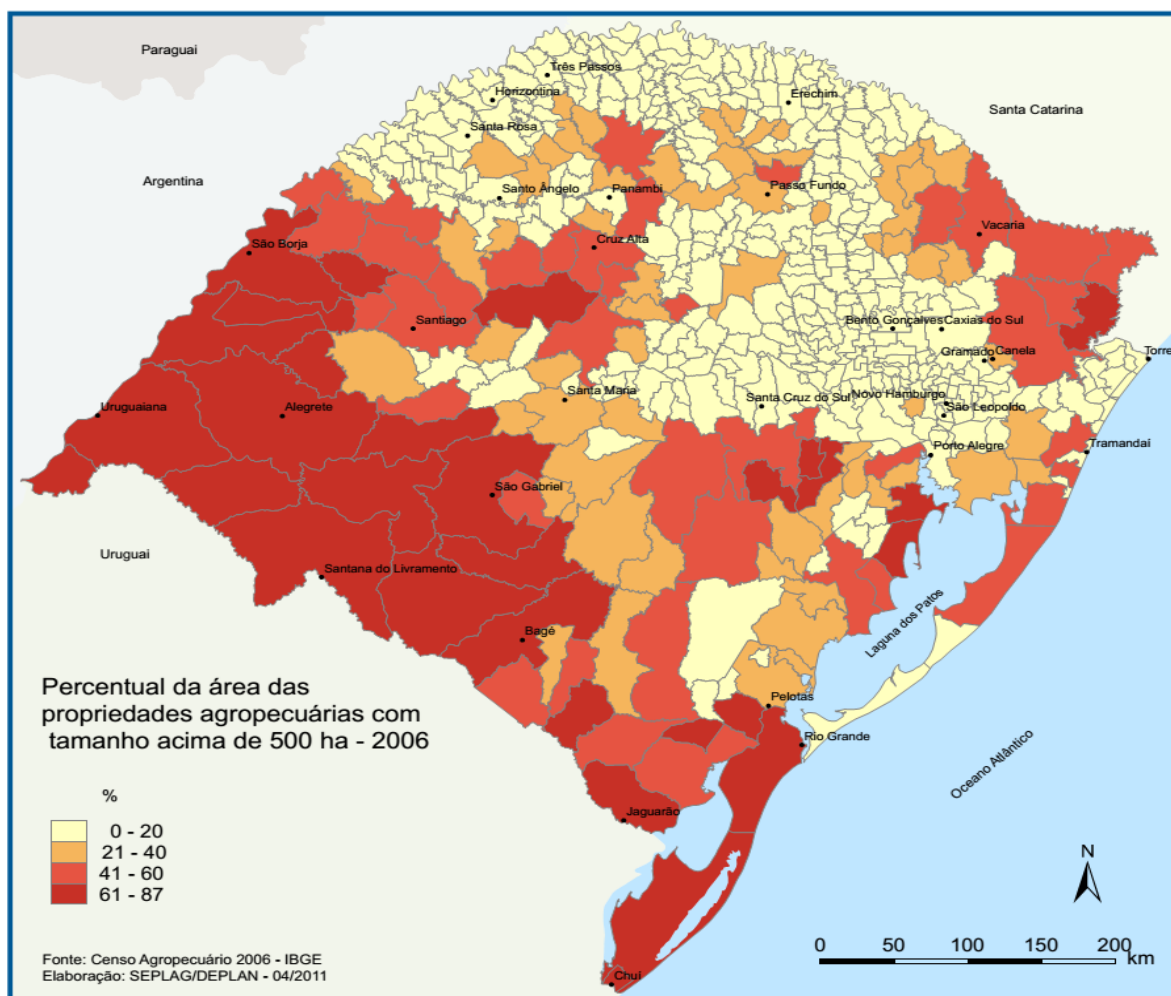 Paraguai
Três Passos
Horizontina
Erechim
Santa Catarina
Santa Rosa
Argentina
Santo Ângelo
Panambi
Passo Fundo
Vacaria
São Borja
Cruz Alta
Santiago
Bento Gonçalves
Caxias do Sul
Gramado
Canela
Torre
Santa Maria
Santa Cruz do Sul
Novo Hamburgo
São Leopoldo
Uruguaiana
Alegrete
Porto Alegre
Tramandaí
São Gabriel
Uruguai
Santana do Livramento
Laguna dos Patos
Bagé
Percentual da área das
propriedades agropecuárias com
tamanho acima de 500 ha - 2006
Pelotas
Rio Grande
Oceano Atlântico
%
0 - 20
21 - 40
41 - 60
61 - 87
Jaguarão
N
0 50 100 150 200
km
Fonte: Censo Agropecuário 2006 - IBGE
Elaboração: SEPLAG/DEPLAN - 04/2011
Chuí